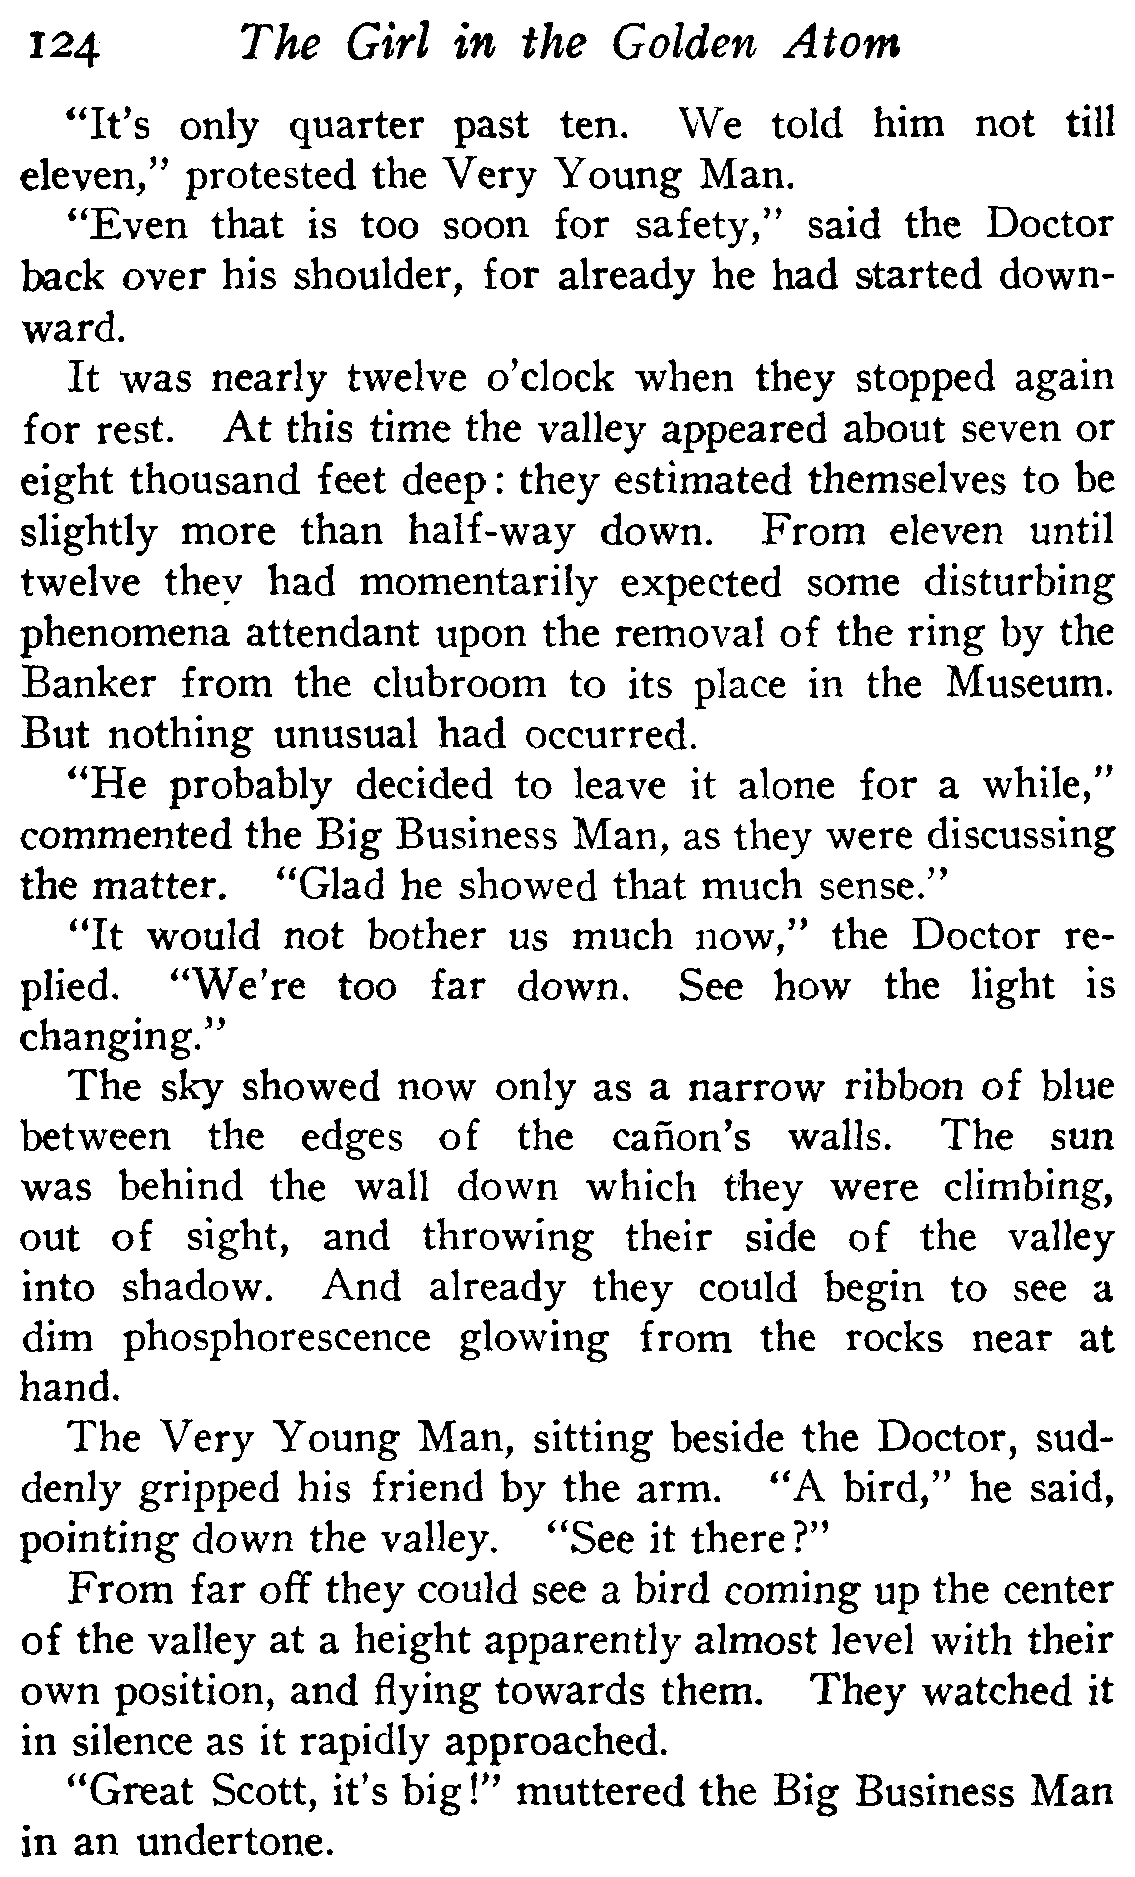 124 The Girl in the Golden Atom
“It's only quarter past ten. We told him not till
eleven,” protested the Very Young Man.
“Even that is too soon for safety,” said the Doctor
back over his shoulder, for already he had started down-
ward.
It was nearly twelve o'clock when they stopped again
for rest. At this time the valley appeared about seven or
eight thousand feet deep: they estimated themselves to be
slightly more than half-way down. From eleven until
twelve they had momentarily expected some disturbing
phenomena attendant upon the removal of the ring by the
Banker from the clubroom to its place in the Museum.
But nothing unusual had occurred.
“He probably decided to leave it alone for a while,”
commented the Big Business Man, as they were discussing
the matter. “Glad he showed that much sense.”
“It would not bother us much now,” the Doctor re-
plied. “We're too far down. See how the light is
changing.”
The sky showed now only as a narrow ribbon of blue
between the edges of the cañon's walls. The sun
was behind the wall down which they were climbing,
out of sight, and throwing their side of the valley
into shadow. And already they could begin to see a
dim phosphorescence glowing from the rocks near at
hand.
The Very Young Man, sitting beside the Doctor, sud-
denly gripped his friend by the arm. “A bird,” he said,
pointing down the valley. “See it there?”
From far off they could see a bird coming up the center
of the valley at a height apparently almost level with their
own position, and flying towards them. They watched it
in silence as it rapidly approached.
“Great Scott, it's big!” muttered the Big Business Man
in an undertone.